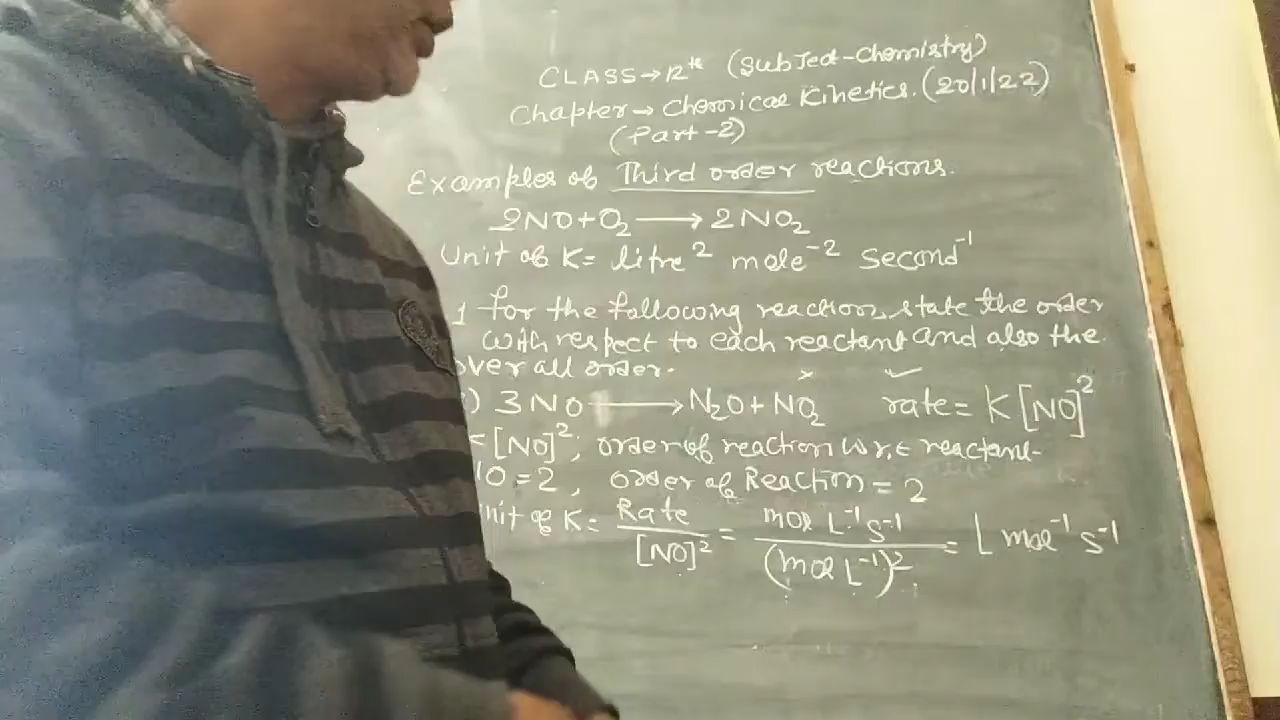 CLASS→12th (SubJect-Chemistry)
Chapter→Chemical Kinetics.(20/1/22)
(Part-2)
Examples of Third order reactions.
2NO+O₂ ⟶ 2NO₂
Unit of K= litre² mole⁻² second⁻¹
1 for the following reactions, state the order
with respect to each reactant and also the.
over all order.
) 3NO ⟶ N₂O+NO₂ rate= K[NO]²
[NO]²; order of reaction w.r.t reactant-
NO=2, order of Reaction = 2
Unit of K= Rate/[NO]² = mol L⁻¹ S⁻¹/(mol L⁻¹)² = L mol⁻¹ S⁻¹